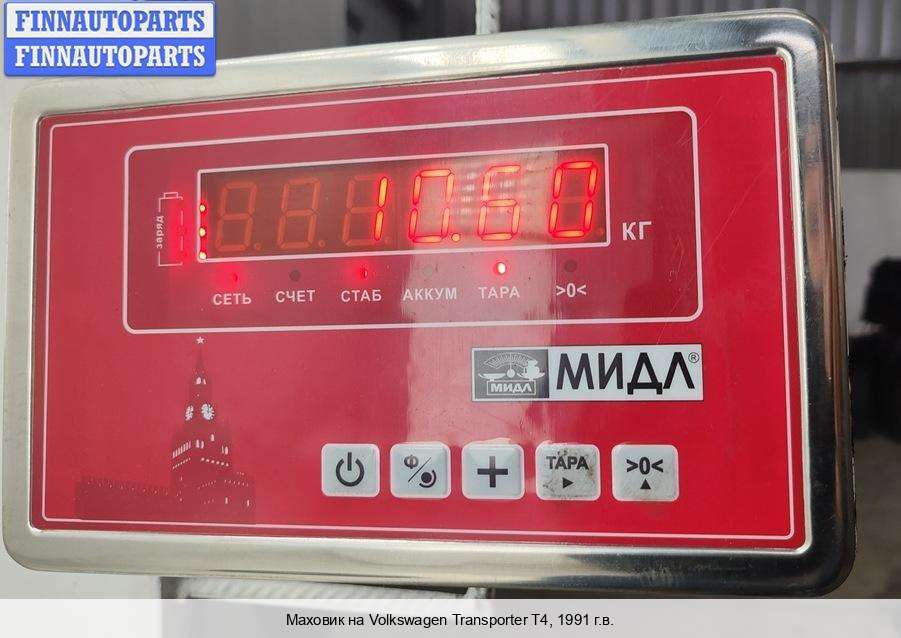 FINNAUTOPARTS
FINNAUTOPARTS
заряд
10.60 КГ
СЕТЬ СЧЕТ СТАБ АККУМ ТАРА >0<
МИДЛ МИДЛ®
Ф
ТАРА >0<
Маховик на Volkswagen Transporter T4, 1991 г.в.